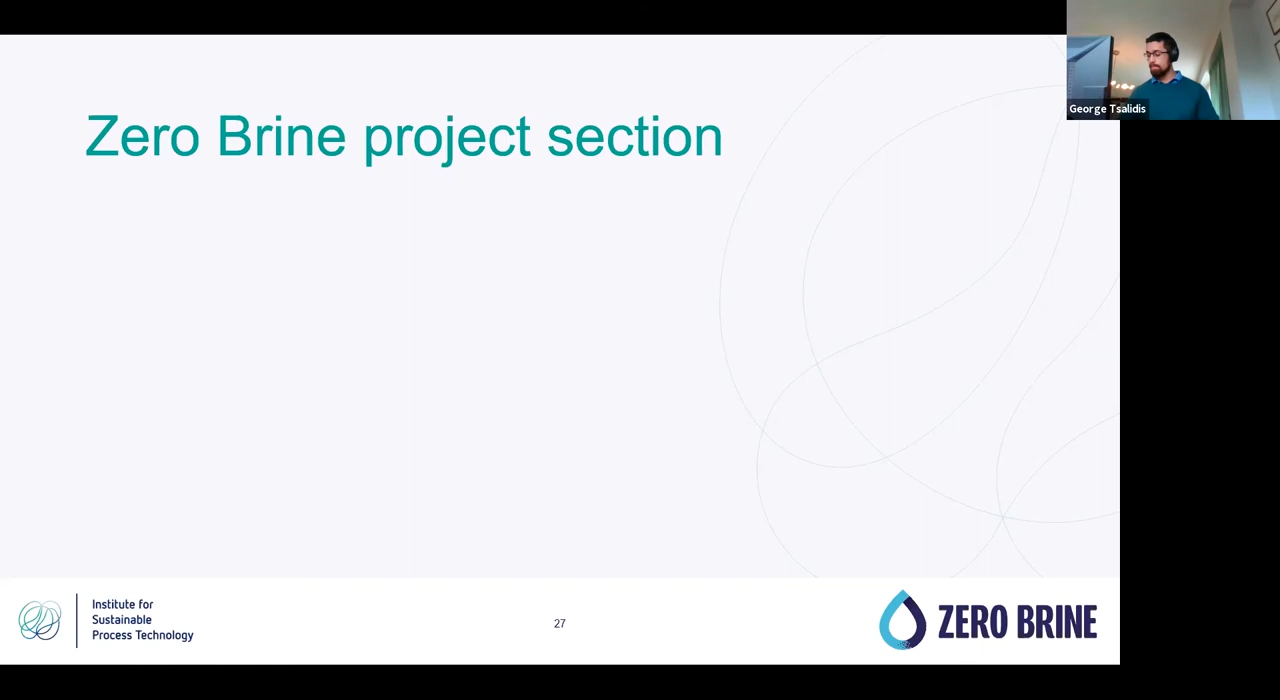 George Tsalidis
Zero Brine project section
Institute for
Sustainable
Process Technology
27
ZERO BRINE